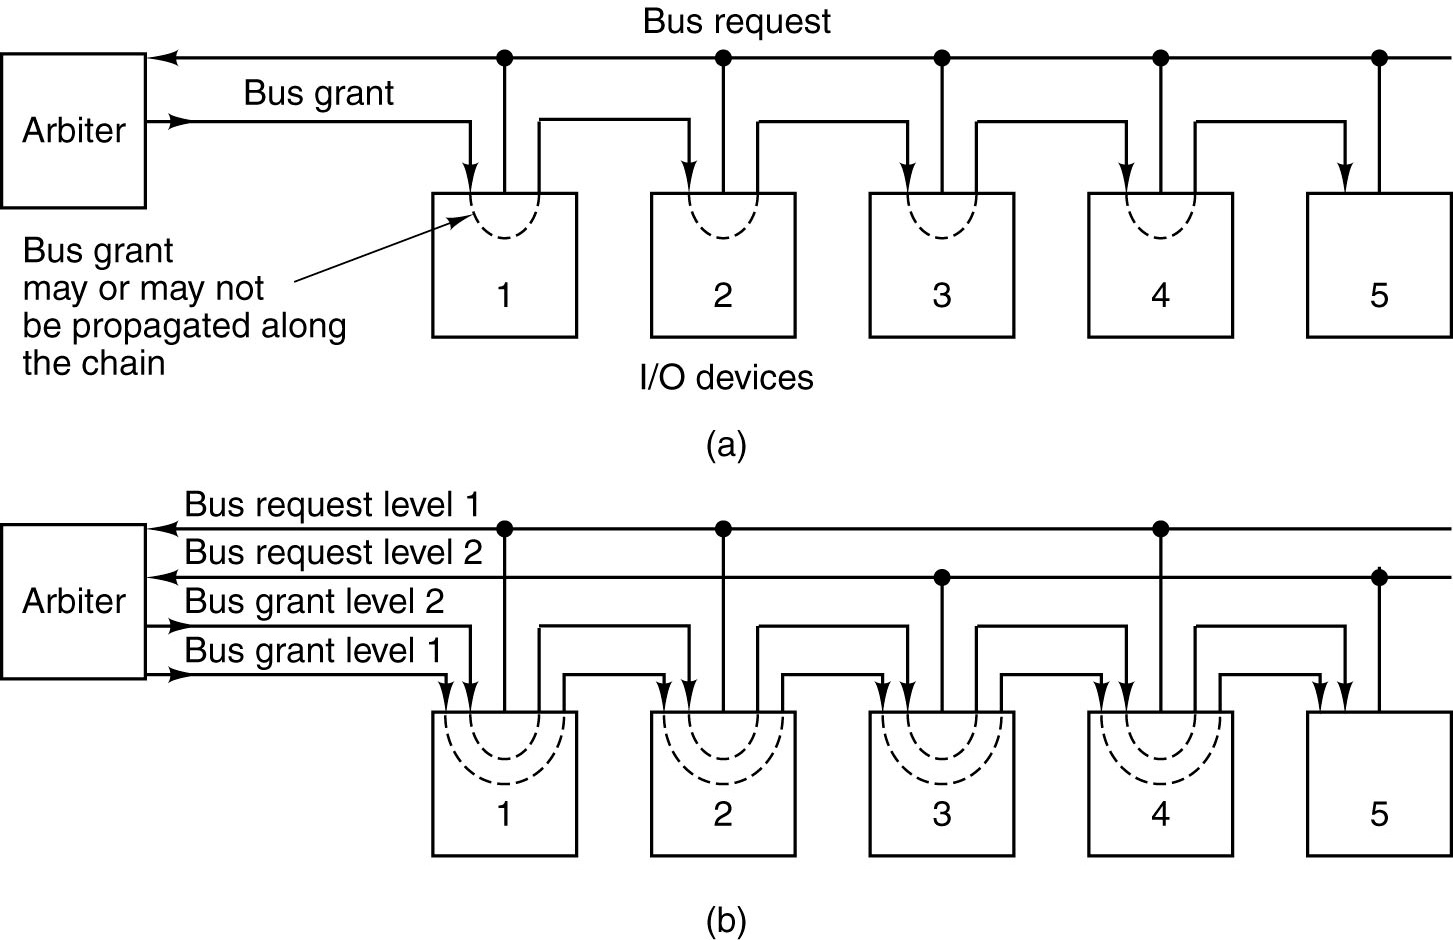 Bus request
Bus grant
Arbiter
Bus grant
may or may not
be propagated along
the chain
1
2
3
4
5
I/O devices
(a)
Bus request level 1
Bus request level 2
Arbiter
Bus grant level 2
Bus grant level 1
1
2
3
4
5
(b)